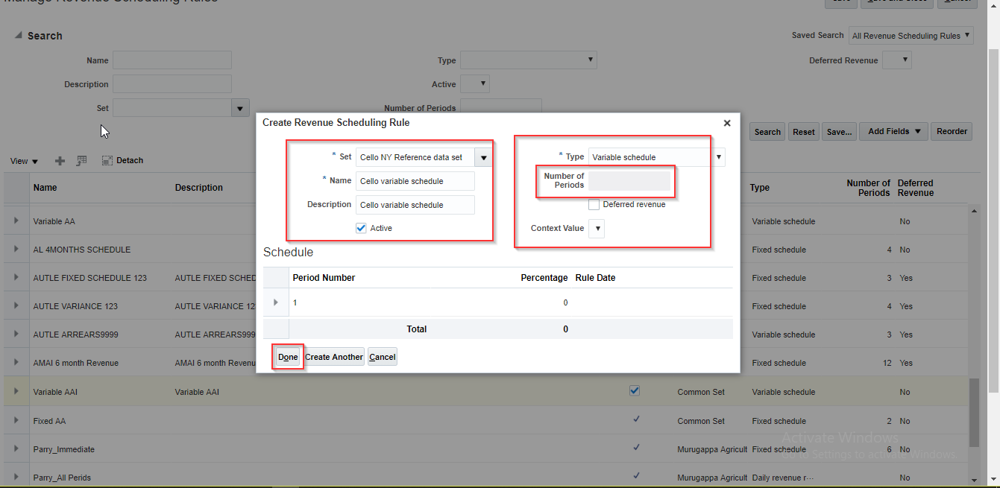 Manage Revenue Scheduling Rules
Save Save and Close Cancel
Search
Saved Search All Revenue Scheduling Rules
Name
Type
Deferred Revenue
Description
Active
Set
Number of Periods
Search Reset Save... Add Fields Reorder
View Detach
Name Description Type Number of Periods Deferred Revenue
Variable AA Variable schedule No
AL 4MONTHS SCHEDULE Fixed schedule 4 No
AUTLE FIXED SCHEDULE 123 AUTLE FIXED SCHED Fixed schedule 3 Yes
AUTLE VARIANCE 123 AUTLE VARIANCE 12 Fixed schedule 4 Yes
AUTLE ARREARS9999 AUTLE ARREARS999 Variable schedule 3 Yes
AMAI 6 month Revenue AMAI 6 month Revenu Fixed schedule 12 Yes
Variable AAI Variable AAI Common Set Variable schedule No
Fixed AA Common Set Fixed schedule 2 No
Parry_Immediate Murugappa Agricult Fixed schedule 6 No
Parry_All Perids Murugappa Agricult Daily revenue r... No
Create Revenue Scheduling Rule
* Set Cello NY Reference data set
* Name Cello variable schedule
Description Cello variable schedule
Active
* Type Variable schedule
Number of
Periods
Deferred revenue
Context Value
Schedule
Period Number Percentage Rule Date
1 0
Total 0
Done Create Another Cancel
Activate Windows
Go to Settings to activate Windows.